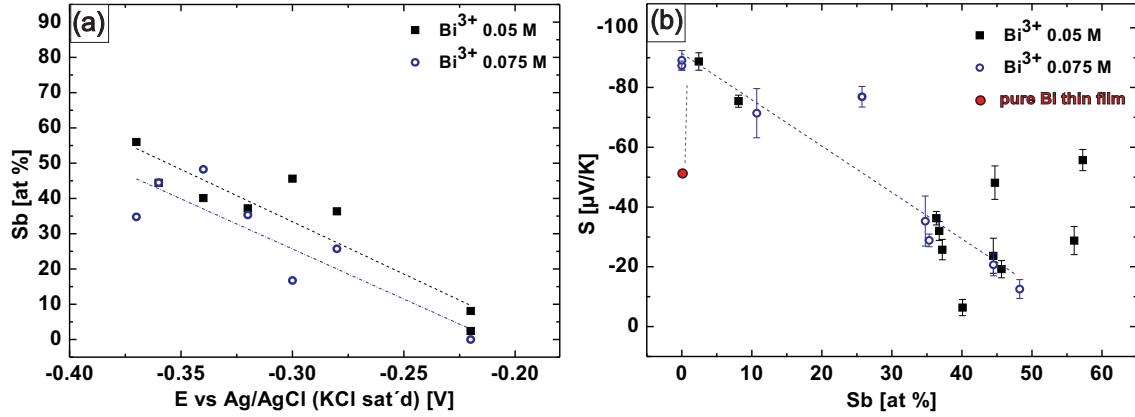 (a)
Bi3+ 0.05 M
Bi3+ 0.075 M
90
80
70
60
50
40
30
20
10
0
Sb [at %]
-0.40 -0.35 -0.30 -0.25 -0.20
E vs Ag/AgCl (KCl sat´d) [V]
(b)
Bi3+ 0.05 M
Bi3+ 0.075 M
pure Bi thin film
-100
-80
-60
-40
-20
0
S [µV/K]
0 10 20 30 40 50 60
Sb [at %]